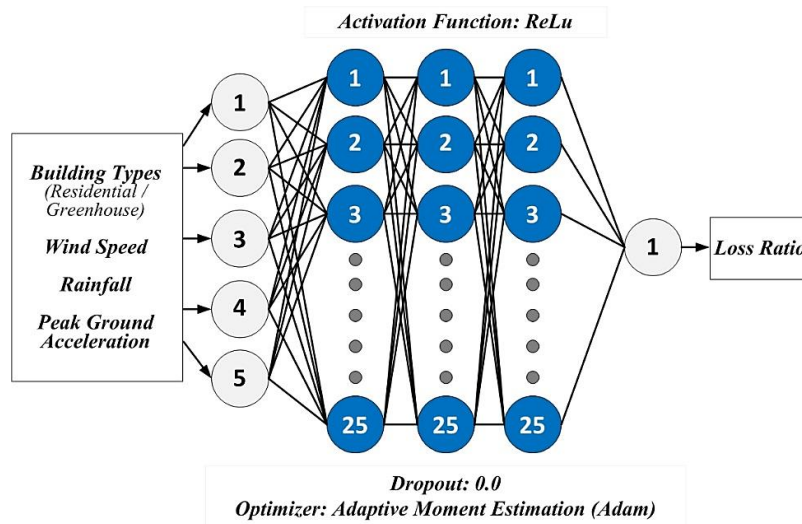 Activation Function: ReLu
Building Types
(Residential /
Greenhouse)
Wind Speed
Rainfall
Peak Ground
Acceleration
1
2
3
4
5
1
2
3
25
1
2
3
25
1
2
3
25
1
Loss Ratio
Dropout: 0.0
Optimizer: Adaptive Moment Estimation (Adam)